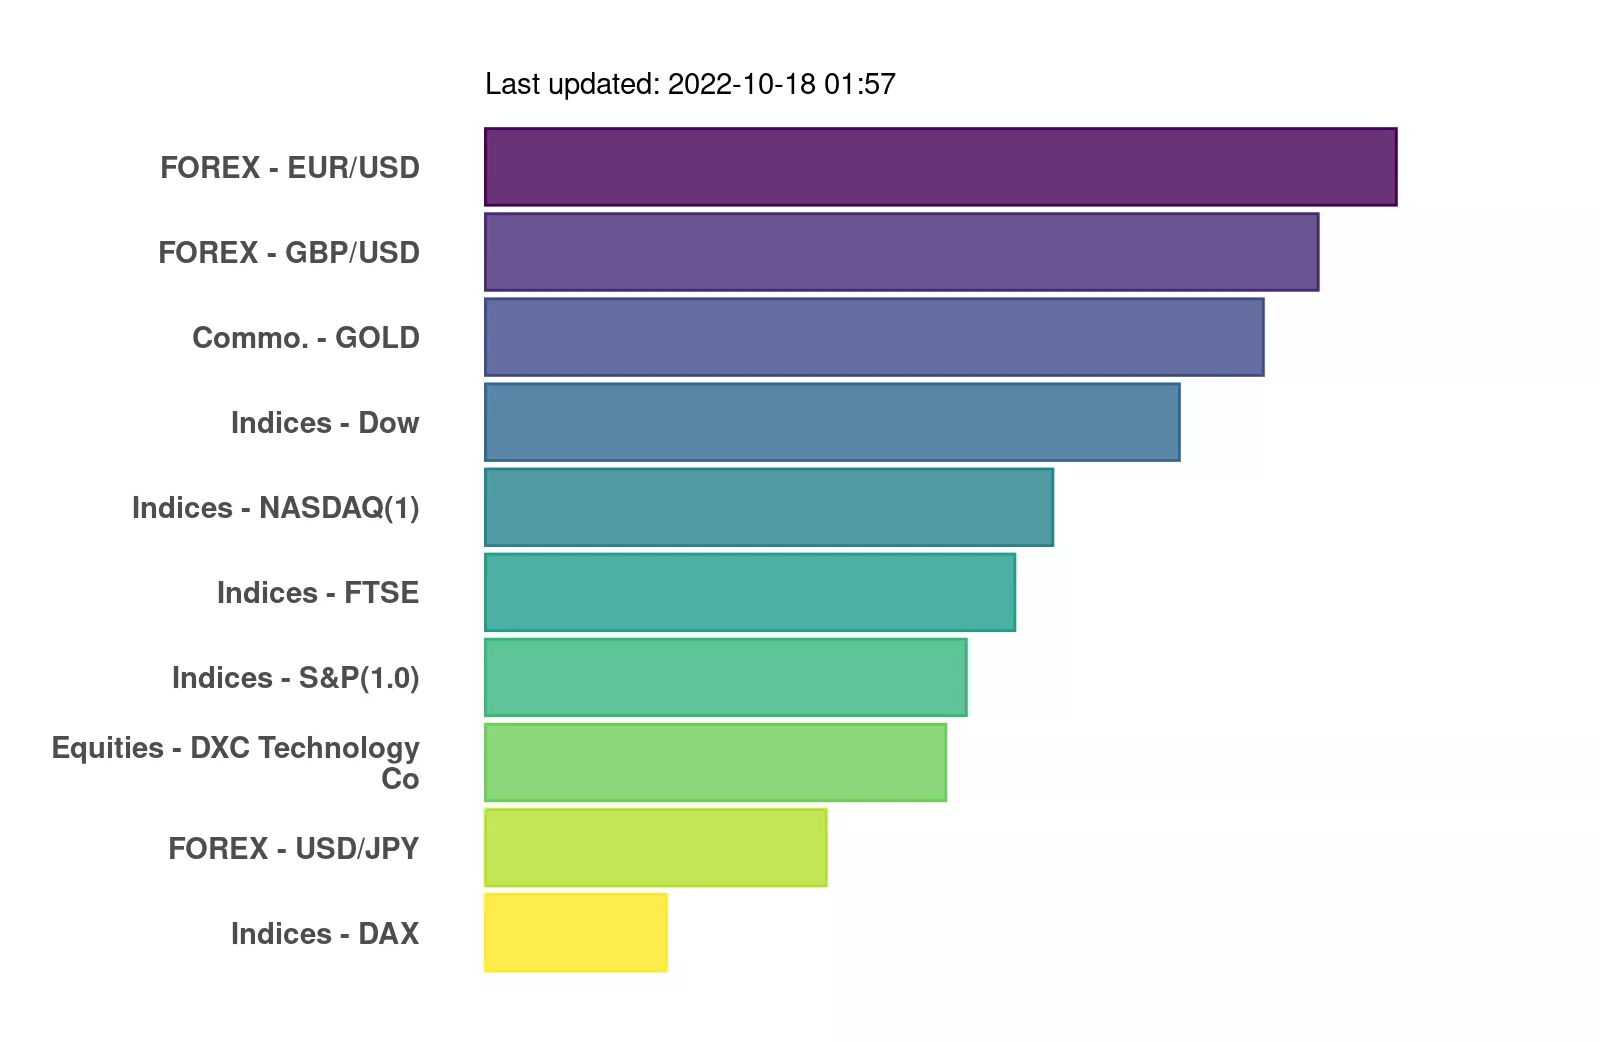 Last updated: 2022-10-18 01:57
FOREX - EUR/USD
FOREX - GBP/USD
Commo. - GOLD
Indices - Dow
Indices - NASDAQ(1)
Indices - FTSE
Indices - S&P(1.0)
Equities - DXC Technology
Co
FOREX - USD/JPY
Indices - DAX